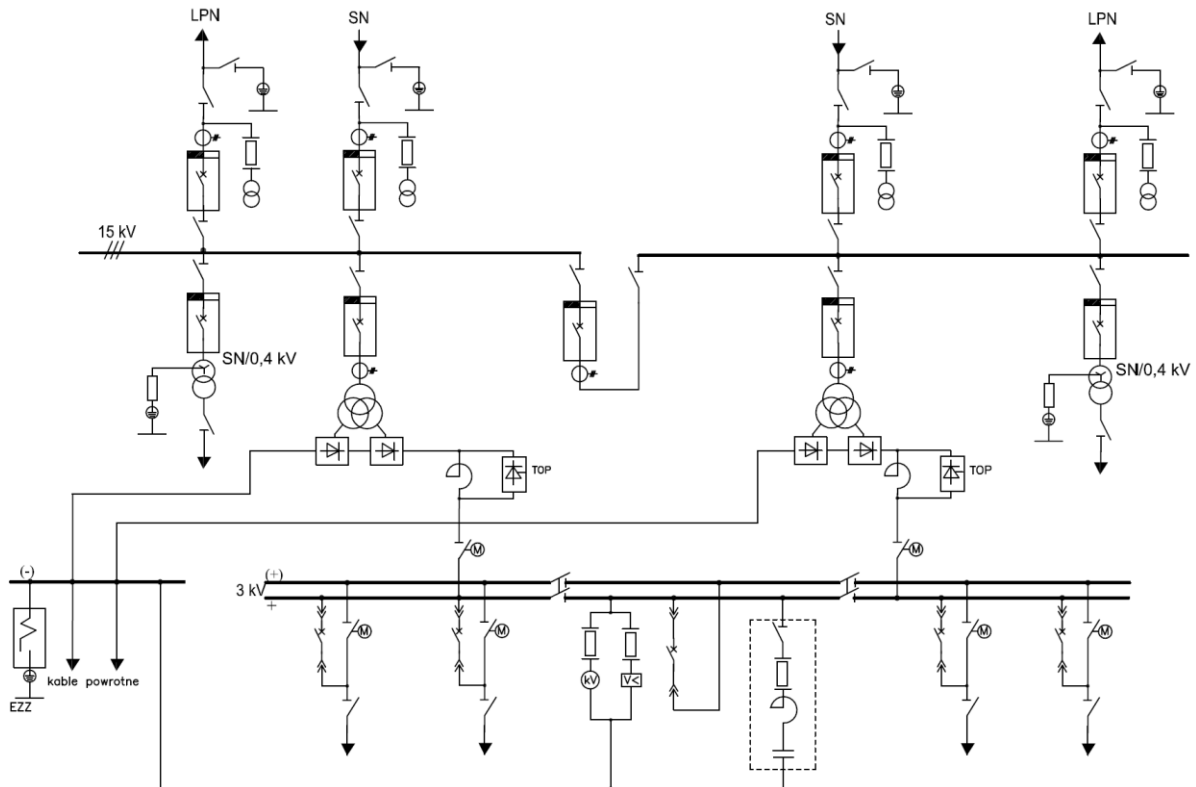 LPN
SN
SN
LPN
#
#
#
#
15 kV
SN/0,4 kV
#
#
#
SN/0,4 kV
TOP
TOP
M
M
(-)
3 kV
(+)
+
M
M
M
M
kV
V<
kable powrotne
EZZ